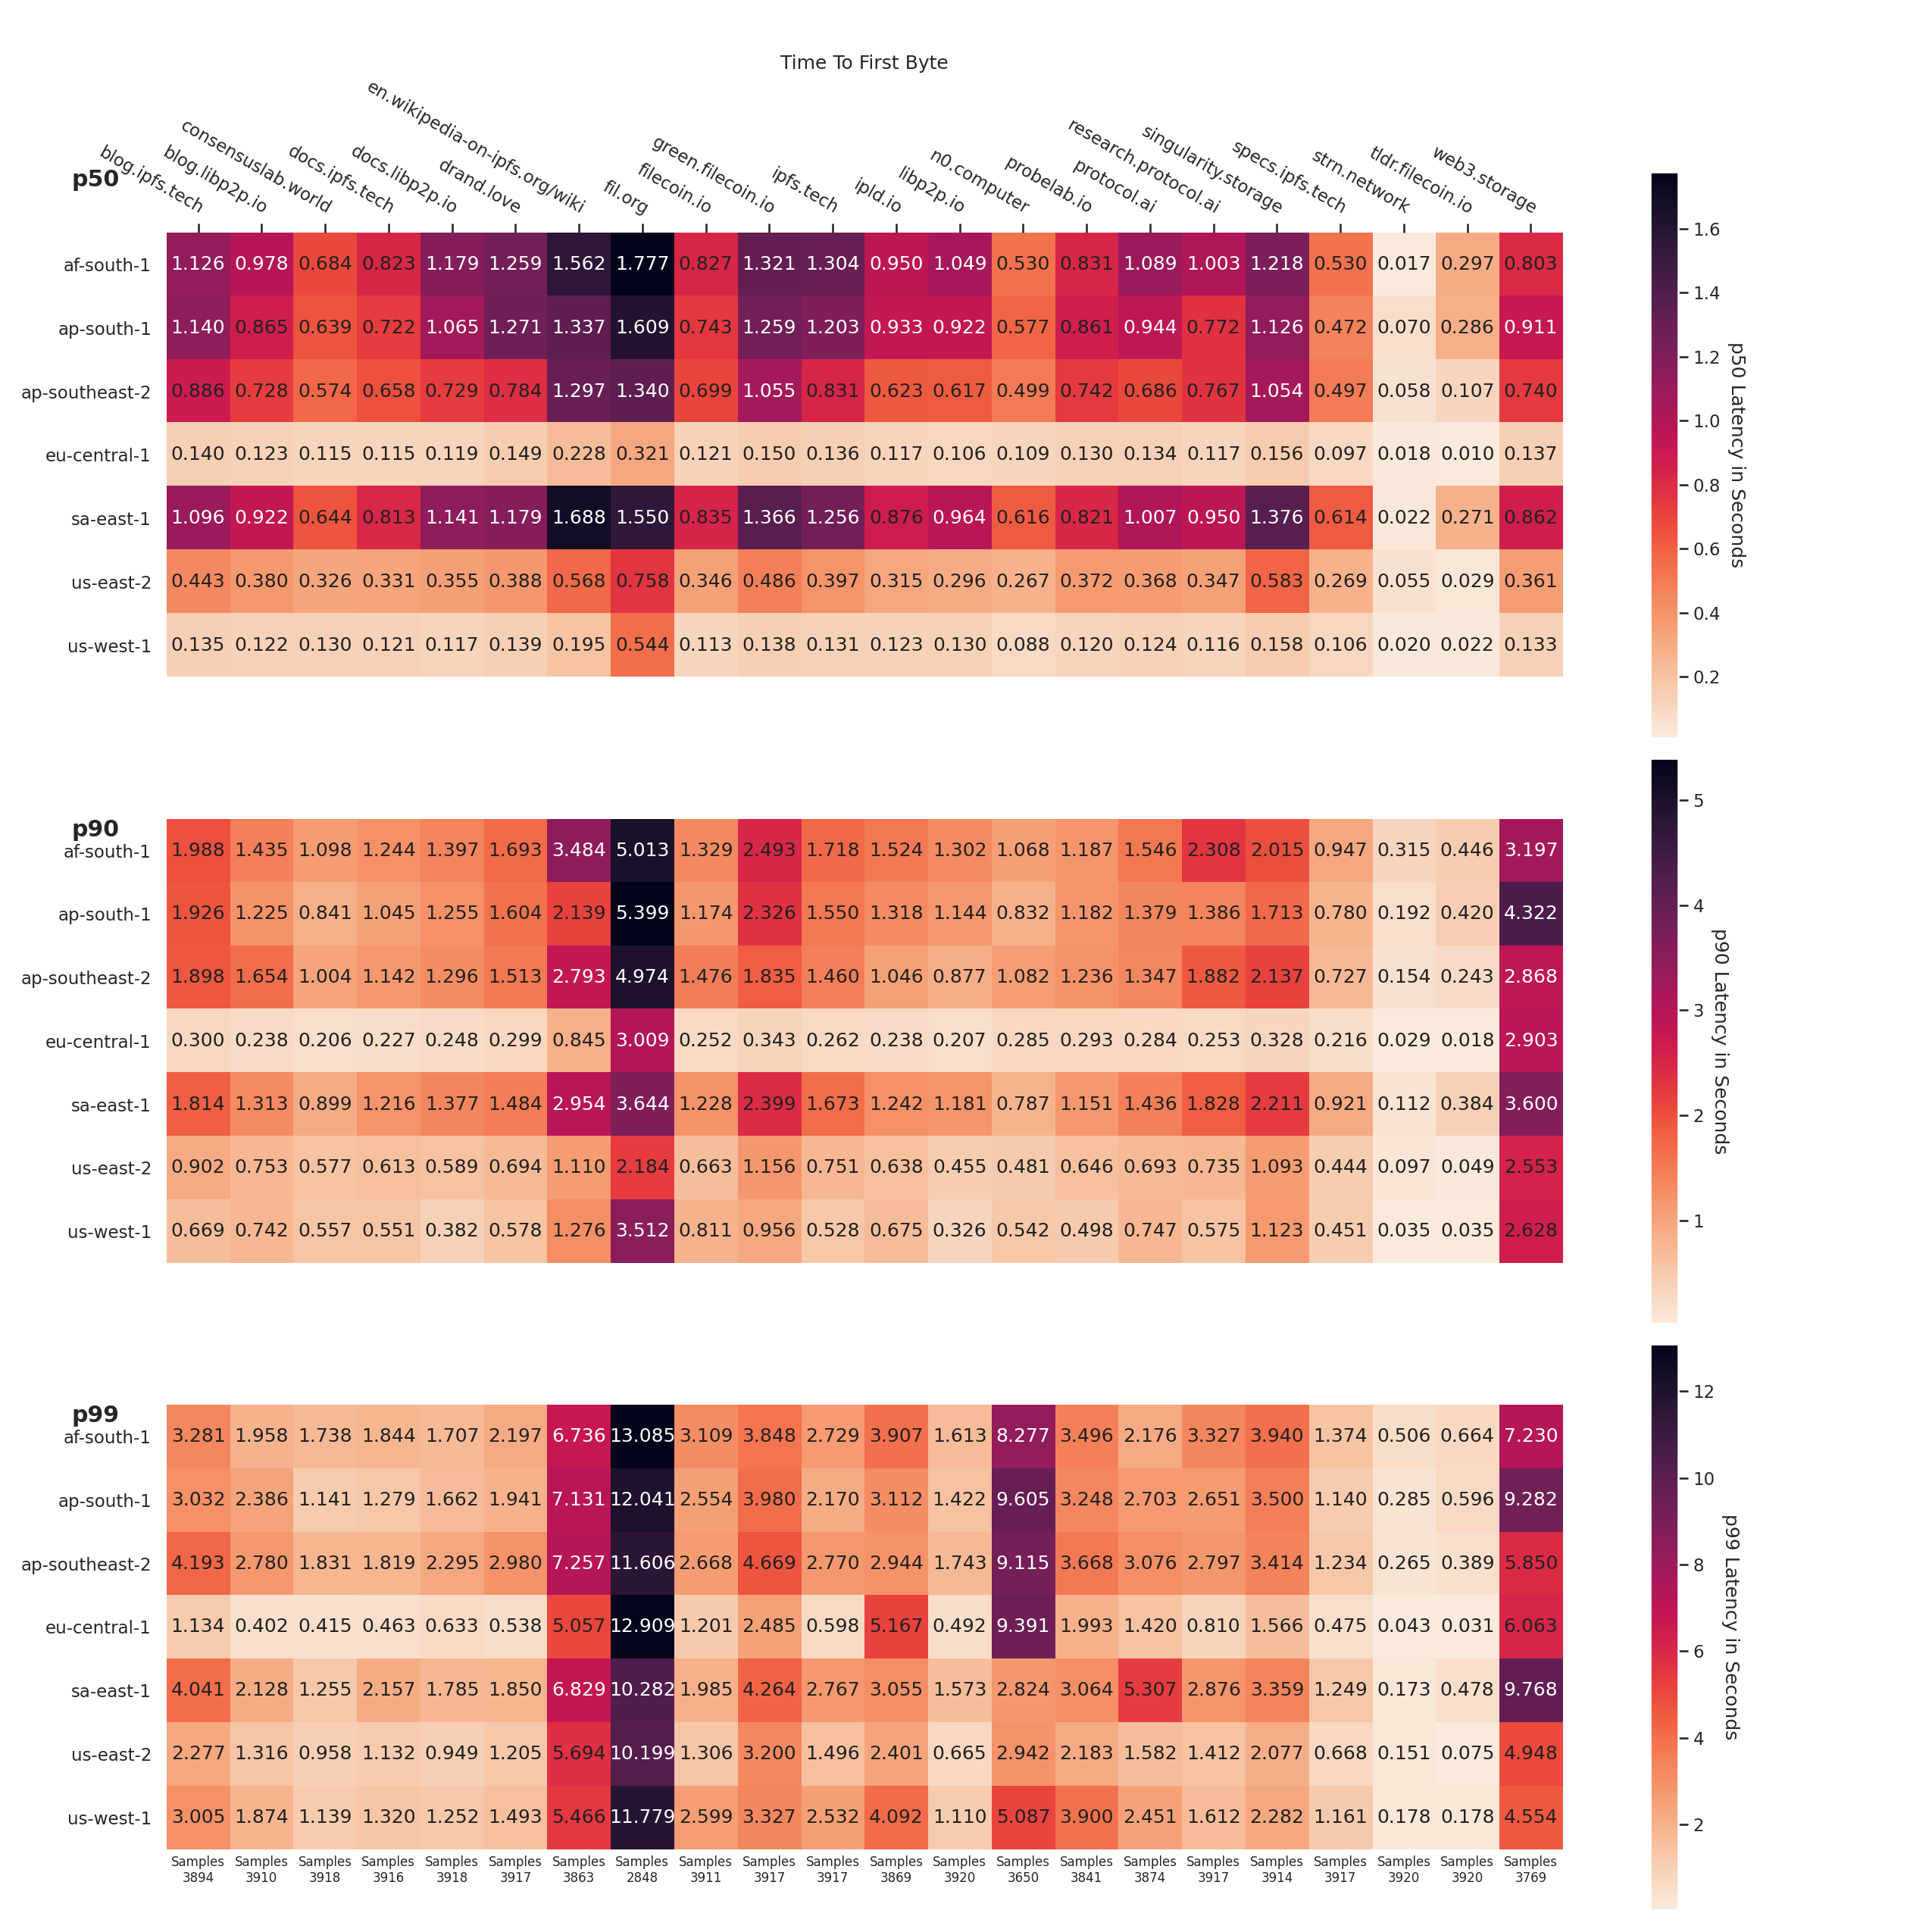 Time To First Byte
p50
blog.ipfs.tech
blog.libp2p.io
consensuslab.world
docs.ipfs.tech
docs.libp2p.io
drand.love
en.wikipedia-on-ipfs.org/wiki
fil.org
filecoin.io
green.filecoin.io
ipfs.tech
ipld.io
libp2p.io
n0.computer
probelab.io
protocol.ai
research.protocol.ai
singularity.storage
specs.ipfs.tech
strn.network
tldr.filecoin.io
web3.storage
af-south-1 1.126 0.978 0.684 0.823 1.179 1.259 1.562 1.777 0.827 1.321 1.304 0.950 1.049 0.530 0.831 1.089 1.003 1.218 0.530 0.017 0.297 0.803
ap-south-1 1.140 0.865 0.639 0.722 1.065 1.271 1.337 1.609 0.743 1.259 1.203 0.933 0.922 0.577 0.861 0.944 0.772 1.126 0.472 0.070 0.286 0.911
ap-southeast-2 0.886 0.728 0.574 0.658 0.729 0.784 1.297 1.340 0.699 1.055 0.831 0.623 0.617 0.499 0.742 0.686 0.767 1.054 0.497 0.058 0.107 0.740
eu-central-1 0.140 0.123 0.115 0.115 0.119 0.149 0.228 0.321 0.121 0.150 0.136 0.117 0.106 0.109 0.130 0.134 0.117 0.156 0.097 0.018 0.010 0.137
sa-east-1 1.096 0.922 0.644 0.813 1.141 1.179 1.688 1.550 0.835 1.366 1.256 0.876 0.964 0.616 0.821 1.007 0.950 1.376 0.614 0.022 0.271 0.862
us-east-2 0.443 0.380 0.326 0.331 0.355 0.388 0.568 0.758 0.346 0.486 0.397 0.315 0.296 0.267 0.372 0.368 0.347 0.583 0.269 0.055 0.029 0.361
us-west-1 0.135 0.122 0.130 0.121 0.117 0.139 0.195 0.544 0.113 0.138 0.131 0.123 0.130 0.088 0.120 0.124 0.116 0.158 0.106 0.020 0.022 0.133
1.6
1.4
1.2
1.0
0.8
0.6
0.4
0.2
p50 Latency in Seconds
p90
af-south-1 1.988 1.435 1.098 1.244 1.397 1.693 3.484 5.013 1.329 2.493 1.718 1.524 1.302 1.068 1.187 1.546 2.308 2.015 0.947 0.315 0.446 3.197
ap-south-1 1.926 1.225 0.841 1.045 1.255 1.604 2.139 5.399 1.174 2.326 1.550 1.318 1.144 0.832 1.182 1.379 1.386 1.713 0.780 0.192 0.420 4.322
ap-southeast-2 1.898 1.654 1.004 1.142 1.296 1.513 2.793 4.974 1.476 1.835 1.460 1.046 0.877 1.082 1.236 1.347 1.882 2.137 0.727 0.154 0.243 2.868
eu-central-1 0.300 0.238 0.206 0.227 0.248 0.299 0.845 3.009 0.252 0.343 0.262 0.238 0.207 0.285 0.293 0.284 0.253 0.328 0.216 0.029 0.018 2.903
sa-east-1 1.814 1.313 0.899 1.216 1.377 1.484 2.954 3.644 1.228 2.399 1.673 1.242 1.181 0.787 1.151 1.436 1.828 2.211 0.921 0.112 0.384 3.600
us-east-2 0.902 0.753 0.577 0.613 0.589 0.694 1.110 2.184 0.663 1.156 0.751 0.638 0.455 0.481 0.646 0.693 0.735 1.093 0.444 0.097 0.049 2.553
us-west-1 0.669 0.742 0.557 0.551 0.382 0.578 1.276 3.512 0.811 0.956 0.528 0.675 0.326 0.542 0.498 0.747 0.575 1.123 0.451 0.035 0.035 2.628
5
4
3
2
1
p90 Latency in Seconds
p99
af-south-1 3.281 1.958 1.738 1.844 1.707 2.197 6.736 13.085 3.109 3.848 2.729 3.907 1.613 8.277 3.496 2.176 3.327 3.940 1.374 0.506 0.664 7.230
ap-south-1 3.032 2.386 1.141 1.279 1.662 1.941 7.131 12.041 2.554 3.980 2.170 3.112 1.422 9.605 3.248 2.703 2.651 3.500 1.140 0.285 0.596 9.282
ap-southeast-2 4.193 2.780 1.831 1.819 2.295 2.980 7.257 11.606 2.668 4.669 2.770 2.944 1.743 9.115 3.668 3.076 2.797 3.414 1.234 0.265 0.389 5.850
eu-central-1 1.134 0.402 0.415 0.463 0.633 0.538 5.057 12.909 1.201 2.485 0.598 5.167 0.492 9.391 1.993 1.420 0.810 1.566 0.475 0.043 0.031 6.063
sa-east-1 4.041 2.128 1.255 2.157 1.785 1.850 6.829 10.282 1.985 4.264 2.767 3.055 1.573 2.824 3.064 5.307 2.876 3.359 1.249 0.173 0.478 9.768
us-east-2 2.277 1.316 0.958 1.132 0.949 1.205 5.694 10.199 1.306 3.200 1.496 2.401 0.665 2.942 2.183 1.582 1.412 2.077 0.668 0.151 0.075 4.948
us-west-1 3.005 1.874 1.139 1.320 1.252 1.493 5.466 11.779 2.599 3.327 2.532 4.092 1.110 5.087 3.900 2.451 1.612 2.282 1.161 0.178 0.178 4.554
Samples Samples Samples Samples Samples Samples Samples Samples Samples Samples Samples Samples Samples Samples Samples Samples Samples Samples Samples Samples Samples Samples
3894 3910 3918 3916 3918 3917 3863 2848 3911 3917 3917 3869 3920 3650 3841 3874 3917 3914 3917 3920 3920 3769
12
10
8
6
4
2
p99 Latency in Seconds